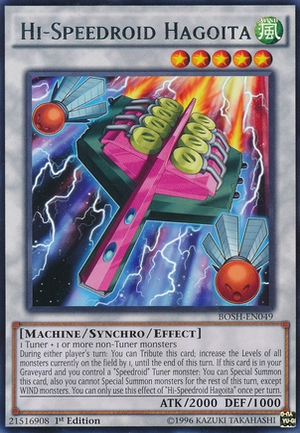 HI-SPEEDROID HAGOITA
WIND
風
BOSH-EN049
[MACHINE/SYNCHRO/EFFECT]
1 Tuner + 1 or more non-Tuner monsters
During either player's turn: You can Tribute this card; increase the Levels of all
monsters currently on the field by 1, until the end of this turn. If this card is in your
Graveyard and you control a "Speedroid" Tuner monster: You can Special Summon
this card, also you cannot Special Summon monsters for the rest of this turn, except
WIND monsters. You can only use this effect of "Hi-Speedroid Hagoita" once per turn.
ATK/2000 DEF/1000
21516908 1st Edition ©1996 KAZUKI TAKAHASHI